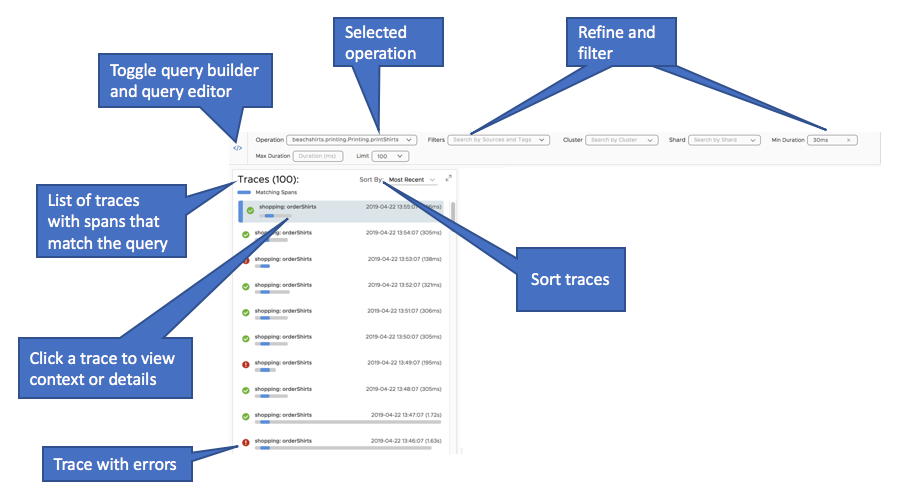 Selected
operation
Refine and
filter
Toggle query builder
and query editor
Operation beachshirts.printing.Printing.printShirts Filters Search by Sources and Tags Cluster Search by Cluster Shard Search by Shard Min Duration 30ms ×
</>
Max Duration Duration (ms) Limit 100
Traces (100): Sort By: Most Recent
Matching Spans
List of traces
with spans that
match the query
shopping: orderShirts 2019-04-22 13:55:07
shopping: orderShirts 2019-04-22 13:54:07 (305ms)
shopping: orderShirts 2019-04-22 13:53:07 (138ms)
Sort traces
shopping: orderShirts 2019-04-22 13:52:07 (321ms)
shopping: orderShirts 2019-04-22 13:51:07 (306ms)
shopping: orderShirts 2019-04-22 13:50:07 (305ms)
Click a trace to view
context or details
shopping: orderShirts 2019-04-22 13:49:07 (195ms)
shopping: orderShirts 2019-04-22 13:48:07 (305ms)
shopping: orderShirts 2019-04-22 13:47:07 (1.72s)
shopping: orderShirts 2019-04-22 13:46:07 (1.63s)
Trace with errors